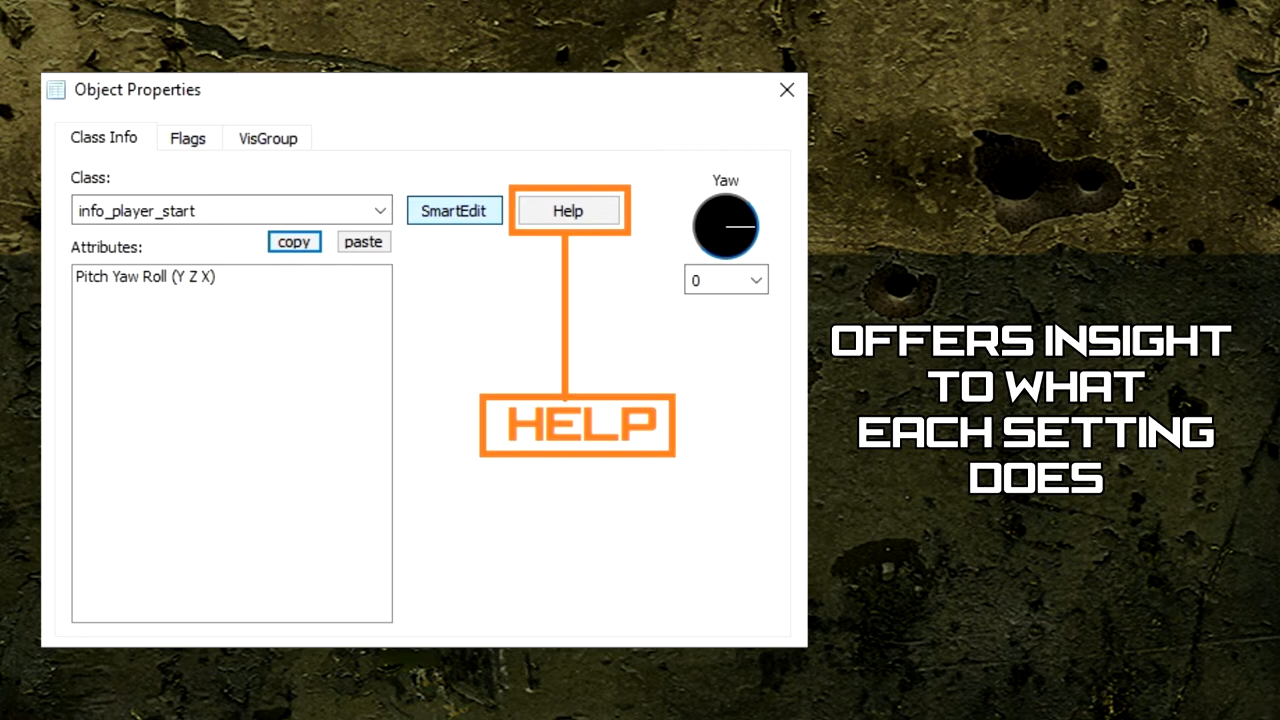 Object Properties
Class Info Flags VisGroup
Class:
info_player_start
SmartEdit
Help
Yaw
Attributes:
copy paste
0
Pitch Yaw Roll (Y Z X)
HELP
OFFERS INSIGHT
TO WHAT
EACH SETTING
DOES